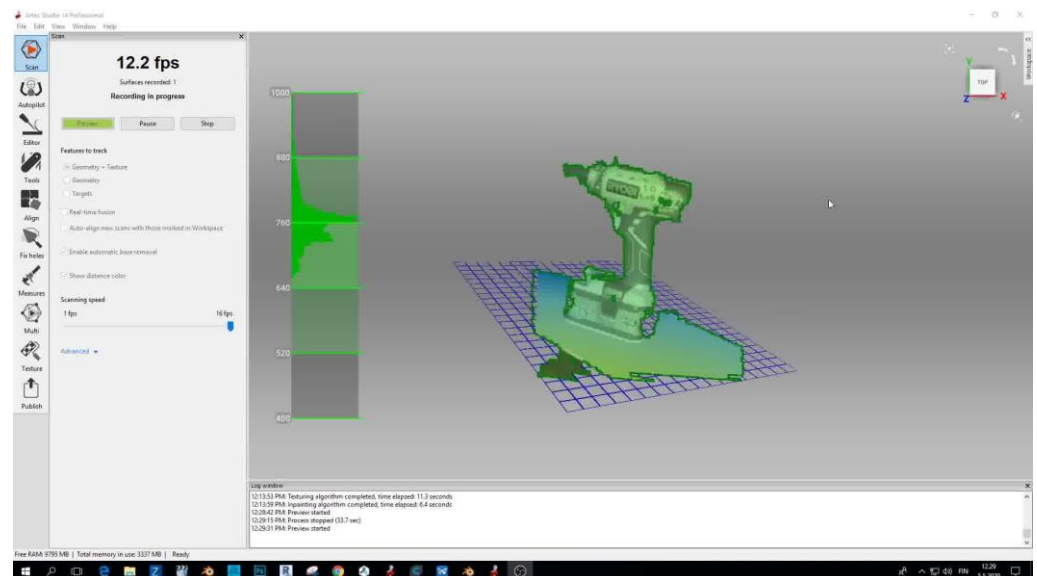 Artec Studio 14 Professional
File Edit View Window Help
Scan
Scan
12.2 fps
Surfaces recorded: 1
Recording in progress
Preview Pause Stop
Features to track
Geometry + Texture
Geometry
Targets
Real-time fusion
Auto-align new scans with those marked in Workspace
Enable automatic base removal
Show distance color
Scanning speed
1 fps 16 fps
Advanced
Autopilot
Editor
Tools
Align
Fix holes
Measures
Multi
Texture
Publish
1000
880
760
640
520
400
RYOBI
Y
TOP
Z X
Workspace
Log window
12:13:53 PM: Texturing algorithm completed, time elapsed: 11.3 seconds
12:13:59 PM: Inpainting algorithm completed, time elapsed: 6.4 seconds
12:28:42 PM: Preview started
12:29:15 PM: Process stopped (33.7 sec)
12:29:31 PM: Preview started
Free RAM: 9795 MB | Total memory in use: 3337 MB | Ready
FIN
12.29
5.5.2020